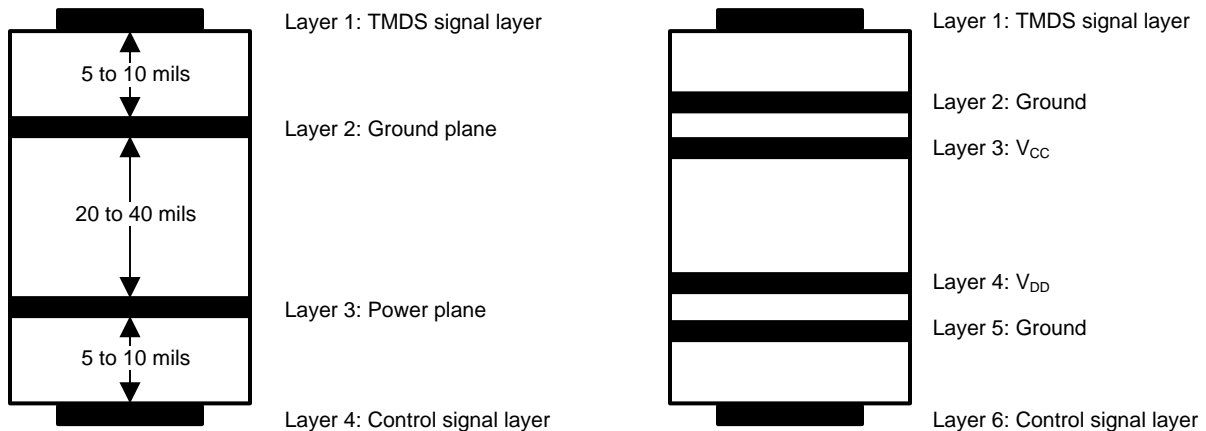 Layer 1: TMDS signal layer
5 to 10 mils
Layer 2: Ground plane
20 to 40 mils
Layer 3: Power plane
5 to 10 mils
Layer 4: Control signal layer
Layer 1: TMDS signal layer
Layer 2: Ground
Layer 3: VCC
Layer 4: VDD
Layer 5: Ground
Layer 6: Control signal layer